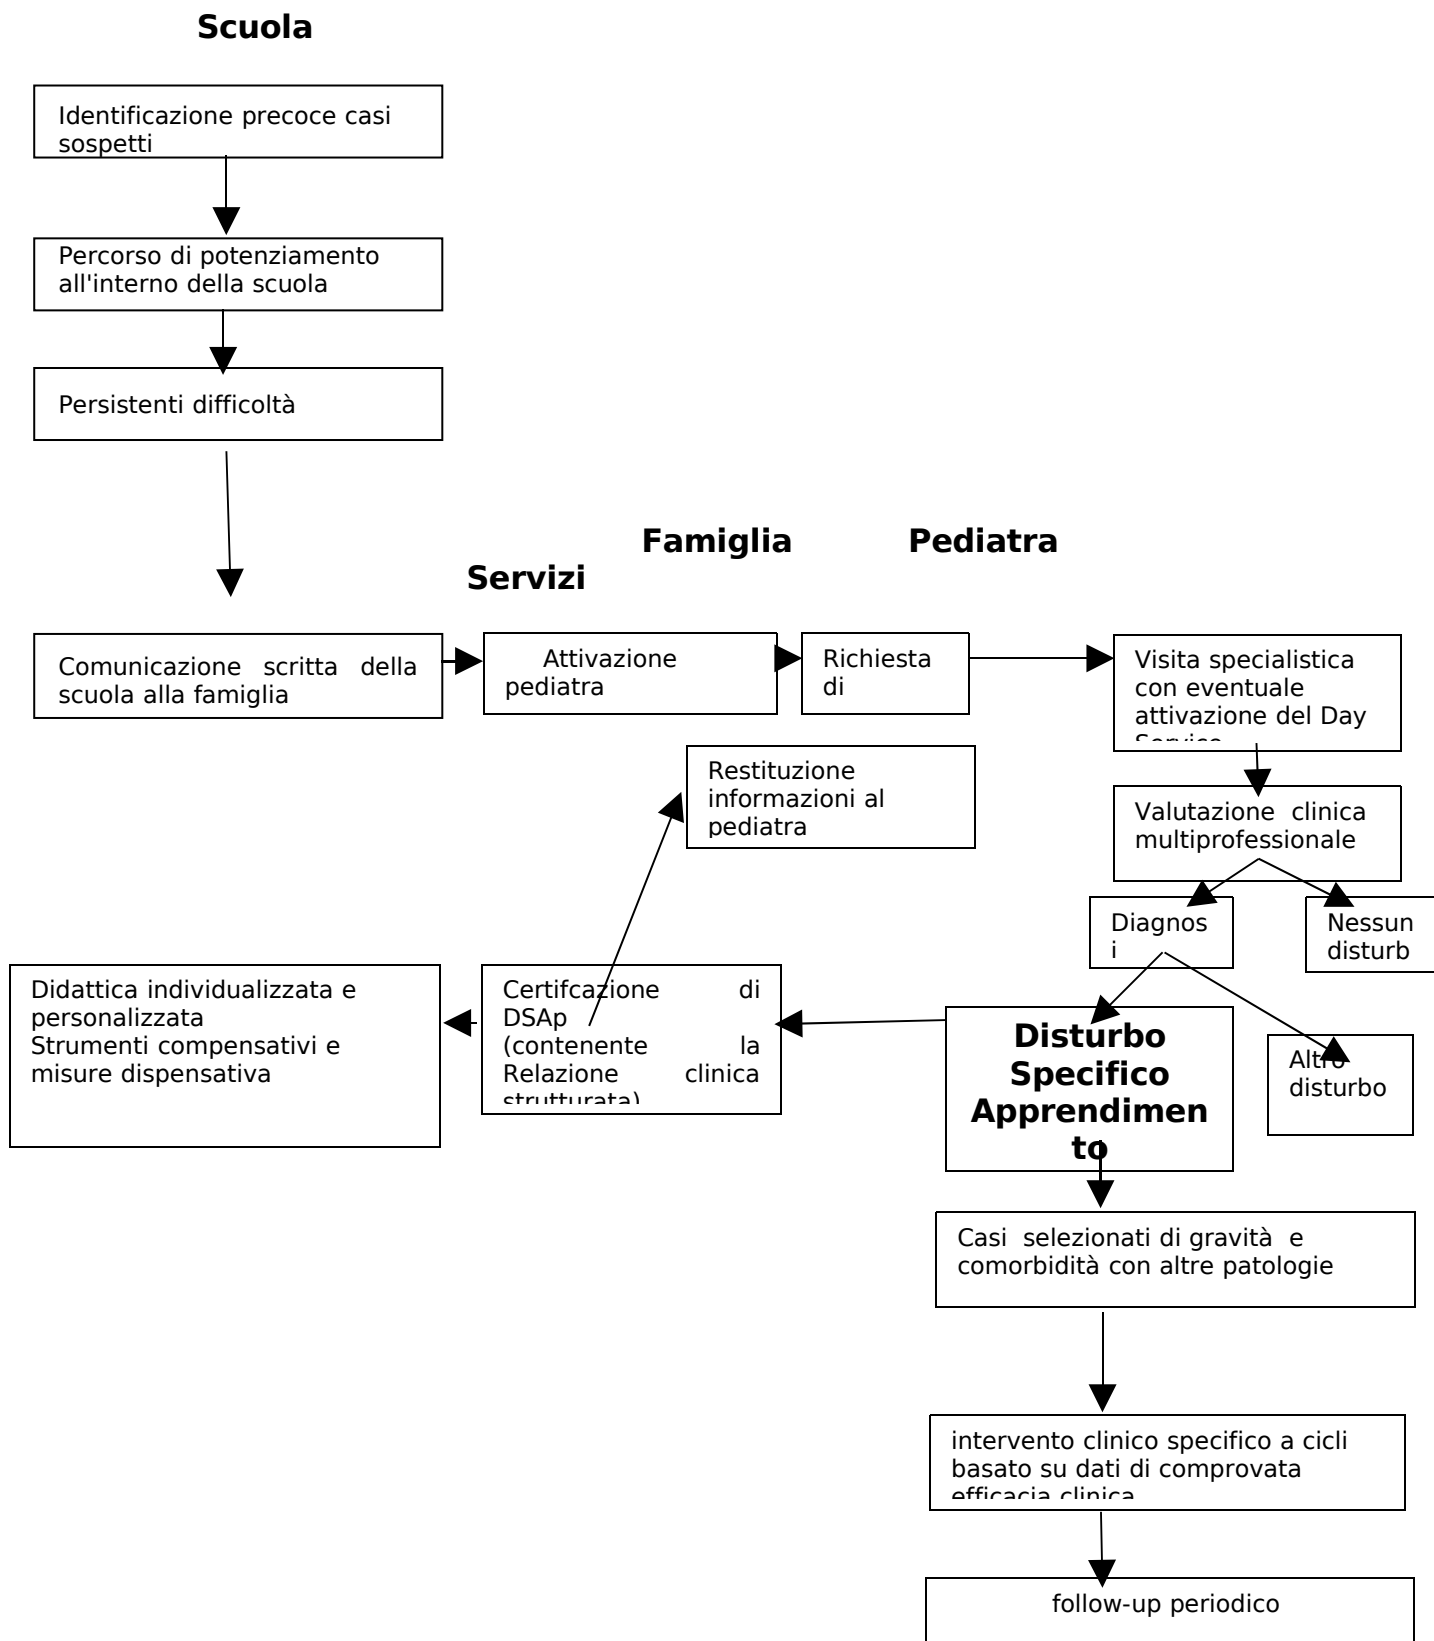 Scuola
Identificazione precoce casi
sospetti
Percorso di potenziamento
all'interno della scuola
Persistenti difficoltà
Famiglia Pediatra
Servizi
Comunicazione scritta della
scuola alla famiglia
Attivazione
pediatra
Richiesta
di
Visita specialistica
con eventuale
attivazione del Day
Service
Restituzione
informazioni al
pediatra
Valutazione clinica
multiprofessionale
Diagnos
i
Nessun
disturb
Didattica individualizzata e
personalizzata
Strumenti compensativi e
misure dispensativa
Certifcazione di
DSAp
(contenente la
Relazione clinica
strutturata)
Disturbo
Specifico
Apprendimen
to
Altro
disturbo
Casi selezionati di gravità e
comorbidità con altre patologie
intervento clinico specifico a cicli
basato su dati di comprovata
efficacia clinica
follow-up periodico